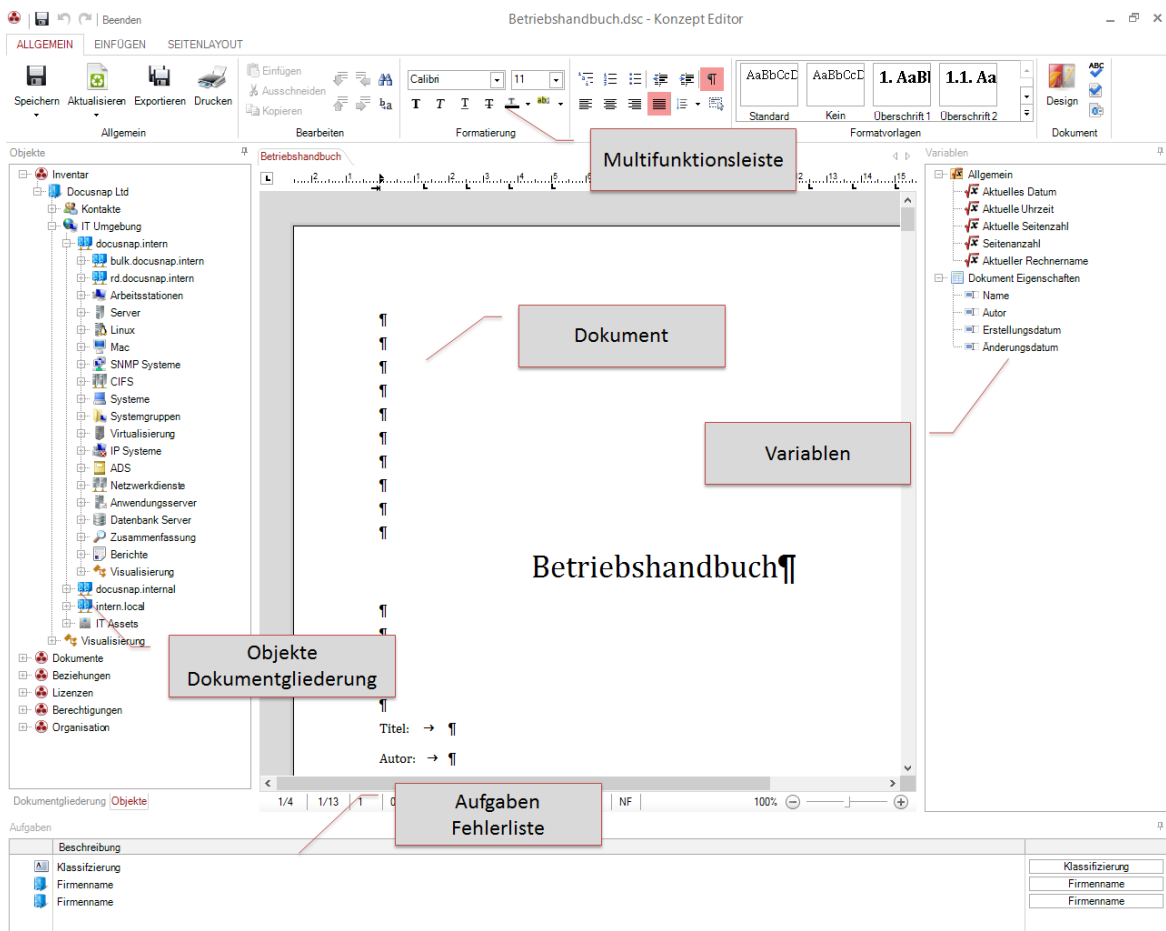 Beenden
Betriebshandbuch.dsc - Konzept Editor
ALLGEMEIN EINFÜGEN SEITENLAYOUT
Einfügen
Ausschneiden
Kopieren
Calibri 11
AaBbCcD AaBbCcD 1. AaBl 1.1. Aa
ABC
Speichern Aktualisieren Exportieren Drucken
Standard Kein Überschrift 1 Überschrift 2
Design
Allgemein Bearbeiten Formatierung Formatvorlagen Dokument
Multifunktionsleiste
Objekte
Inventar
Docusnap Ltd
Kontakte
IT Umgebung
docusnap.intern
bulk.docusnap.intern
rd.docusnap.intern
Arbeitsstationen
Server
Linux
Mac
SNMP Systeme
CIFS
Systeme
Systemgruppen
Virtualisierung
IP Systeme
ADS
Netzwerkdienste
Anwendungsserver
Datenbank Server
Zusammenfassung
Berichte
Visualisierung
docusnap.internal
intern.local
IT Assets
Visualisierung
Dokumente
Beziehungen
Lizenzen
Berechtigungen
Organisation
Objekte
Dokumentgliederung
Dokumentgliederung Objekte
Betriebshandbuch
Dokument
Betriebshandbuch¶
Titel: → ¶
Autor: → ¶
1/4 1/13 1 NF 100%
Variablen
Allgemein
Aktuelles Datum
Aktuelle Uhrzeit
Aktuelle Seitenzahl
Seitenanzahl
Aktueller Rechnername
Dokument Eigenschaften
Name
Autor
Erstellungsdatum
Änderungsdatum
Variablen
Aufgaben
Fehlerliste
Aufgaben
Beschreibung
Klassifzierung Klassifizierung
Firmenname Firmenname
Firmenname Firmenname